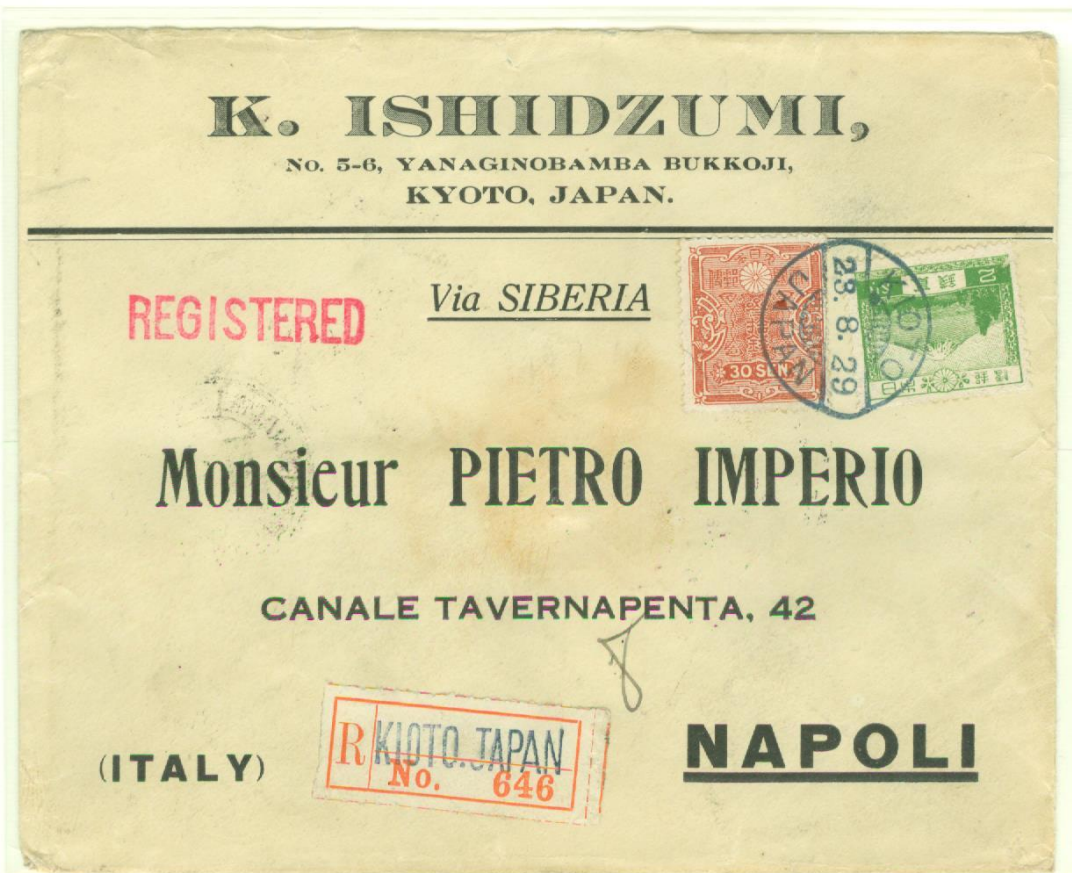 K. ISHIDZUMI,
No. 5-6, YANAGINOBAMBA BUKKOJI,
KYOTO, JAPAN.
REGISTERED
Via SIBERIA
30 SEN
KIOTO
28. 8. 29
JAPAN
Monsieur PIETRO IMPERIO
CANALE TAVERNAPENTA, 42
(ITALY)
NAPOLI
R KIOTO.JAPAN
No. 646